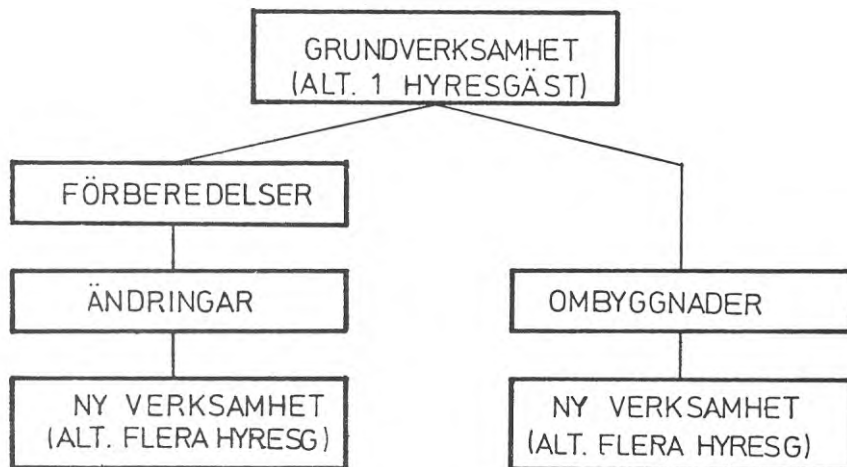 GRUNDVERKSAMHET
(ALT. 1 HYRESGÄST)
FÖRBEREDELSER
ÄNDRINGAR
OMBYGGNADER
NY VERKSAMHET
(ALT. FLERA HYRESG)
NY VERKSAMHET
(ALT. FLERA HYRESG)